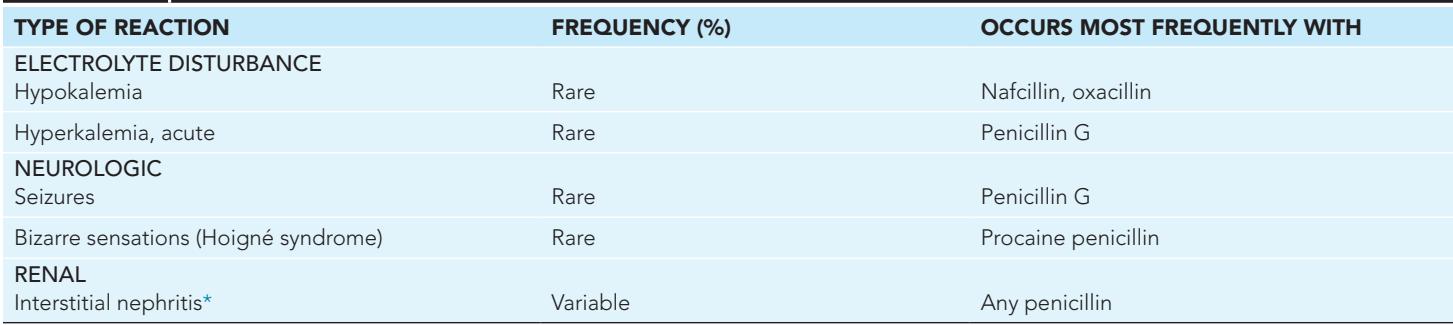 TYPE OF REACTION FREQUENCY (%) OCCURS MOST FREQUENTLY WITH
ELECTROLYTE DISTURBANCE
Hypokalemia Rare Nafcillin, oxacillin
Hyperkalemia, acute Rare Penicillin G
NEUROLOGIC
Seizures Rare Penicillin G
Bizarre sensations (Hoigné syndrome) Rare Procaine penicillin
RENAL
Interstitial nephritis* Variable Any penicillin